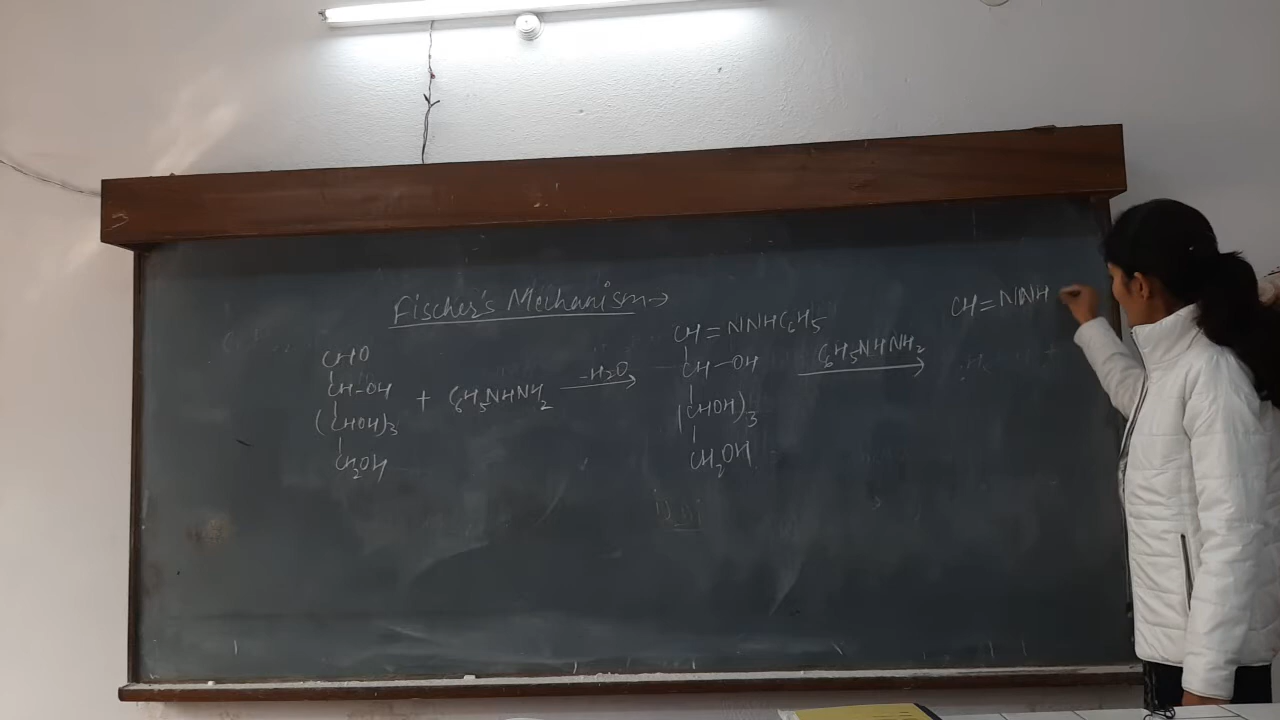 Fischer's Mechanism→
CHO
CH-OH
(CHOH)3
CH2OH
+ C6H5NHNH2
-H2O
CH=NNHC6H5
CH-OH
(CHOH)3
CH2OH
C6H5NHNH2
CH=NNH